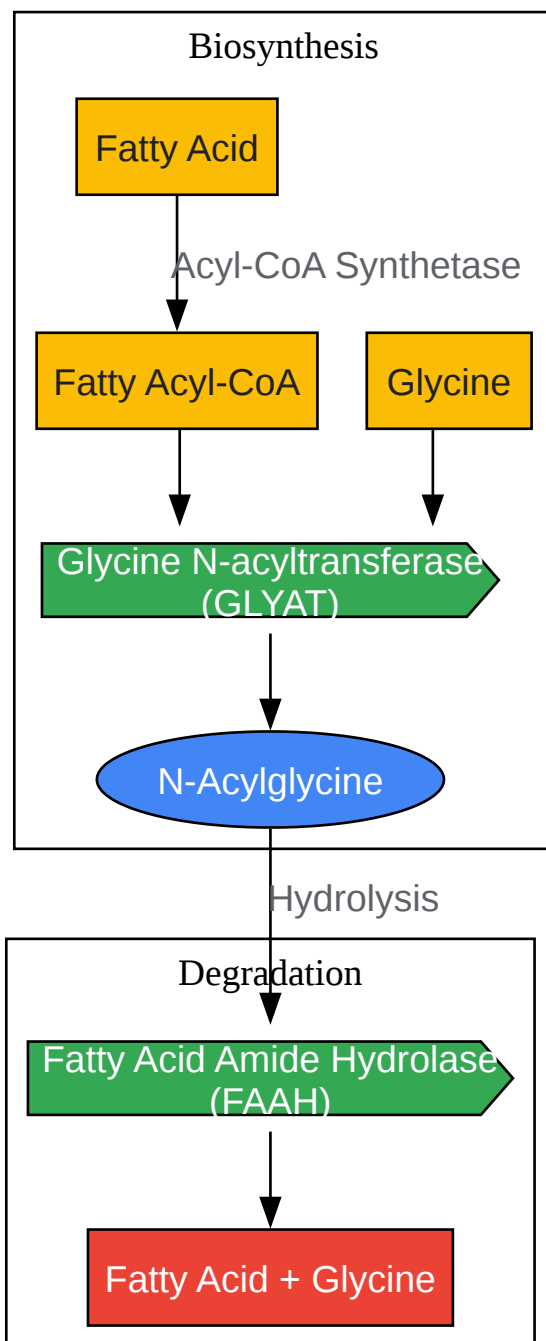 Biosynthesis
Fatty Acid
Acyl-CoA Synthetase
Fatty Acyl-CoA
Glycine
Glycine N-acyltransferase
(GLYAT)
N-Acylglycine
Hydrolysis
Degradation
Fatty Acid Amide Hydrolase
(FAAH)
Fatty Acid + Glycine